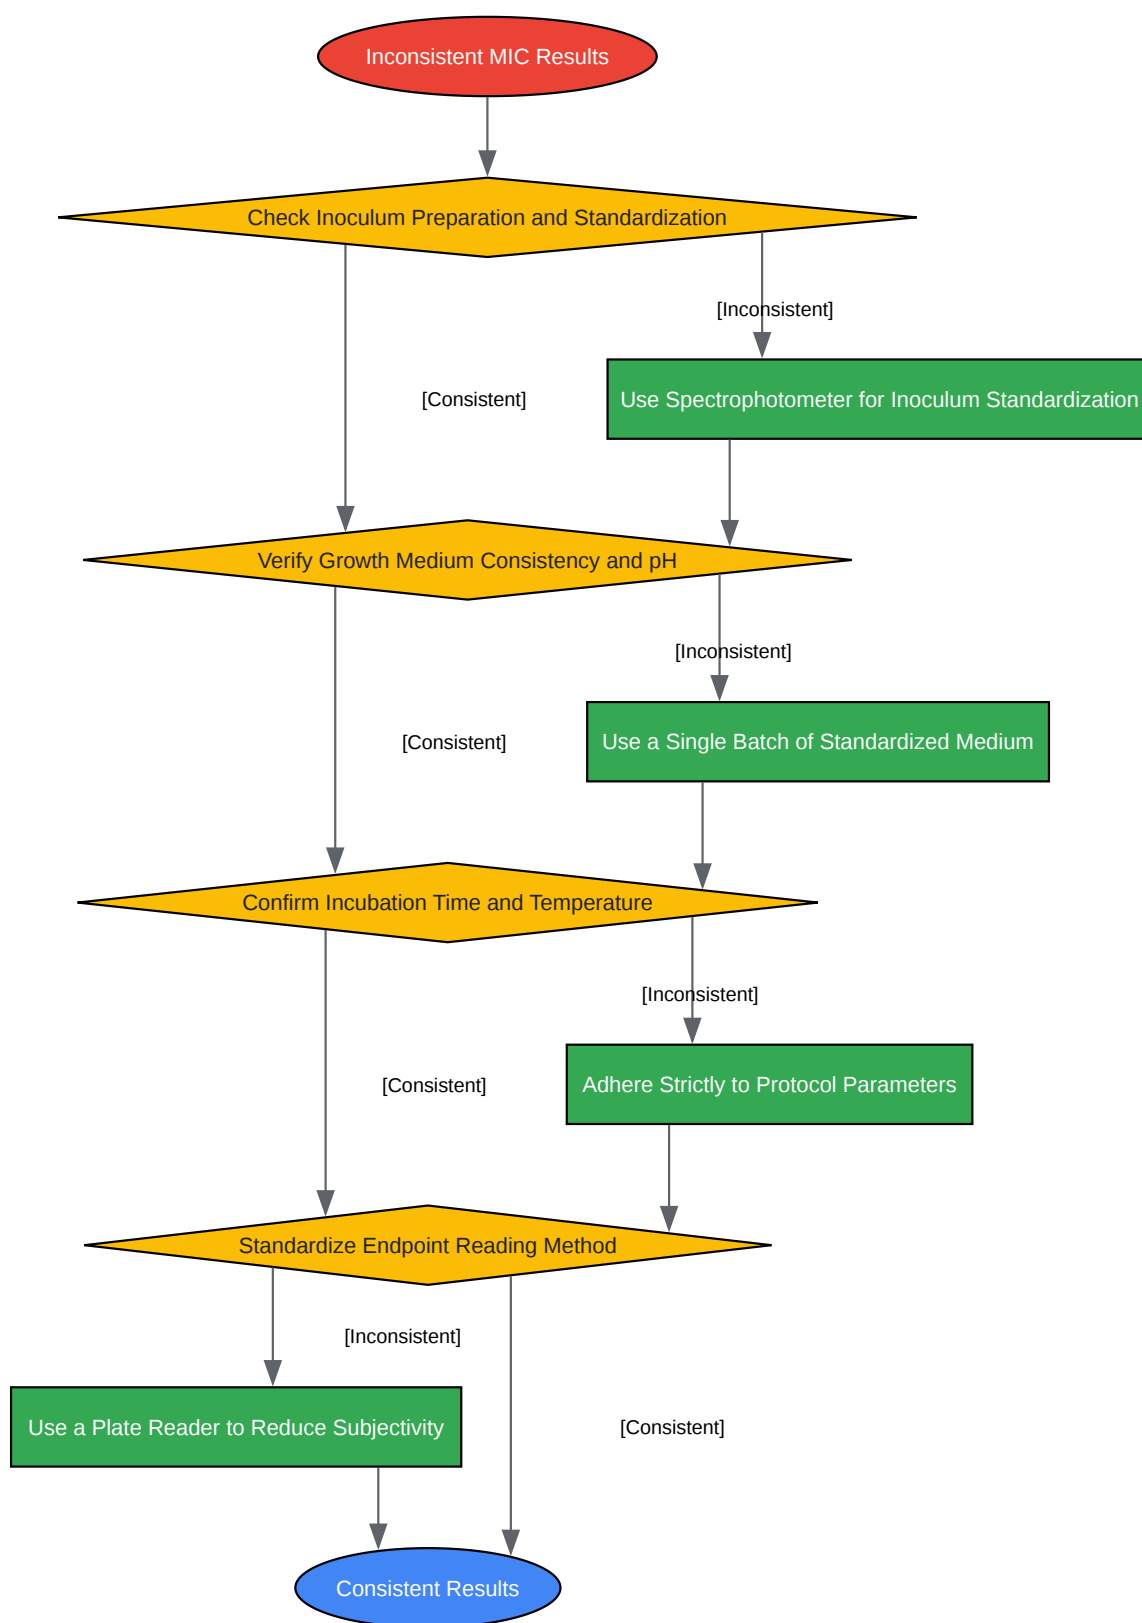 Inconsistent MIC Results
Check Inoculum Preparation and Standardization
[Inconsistent]
[Consistent]
Use Spectrophotometer for Inoculum Standardization
Verify Growth Medium Consistency and pH
[Inconsistent]
[Consistent]
Use a Single Batch of Standardized Medium
Confirm Incubation Time and Temperature
[Inconsistent]
[Consistent]
Adhere Strictly to Protocol Parameters
Standardize Endpoint Reading Method
[Inconsistent]
Use a Plate Reader to Reduce Subjectivity
[Consistent]
Consistent Results